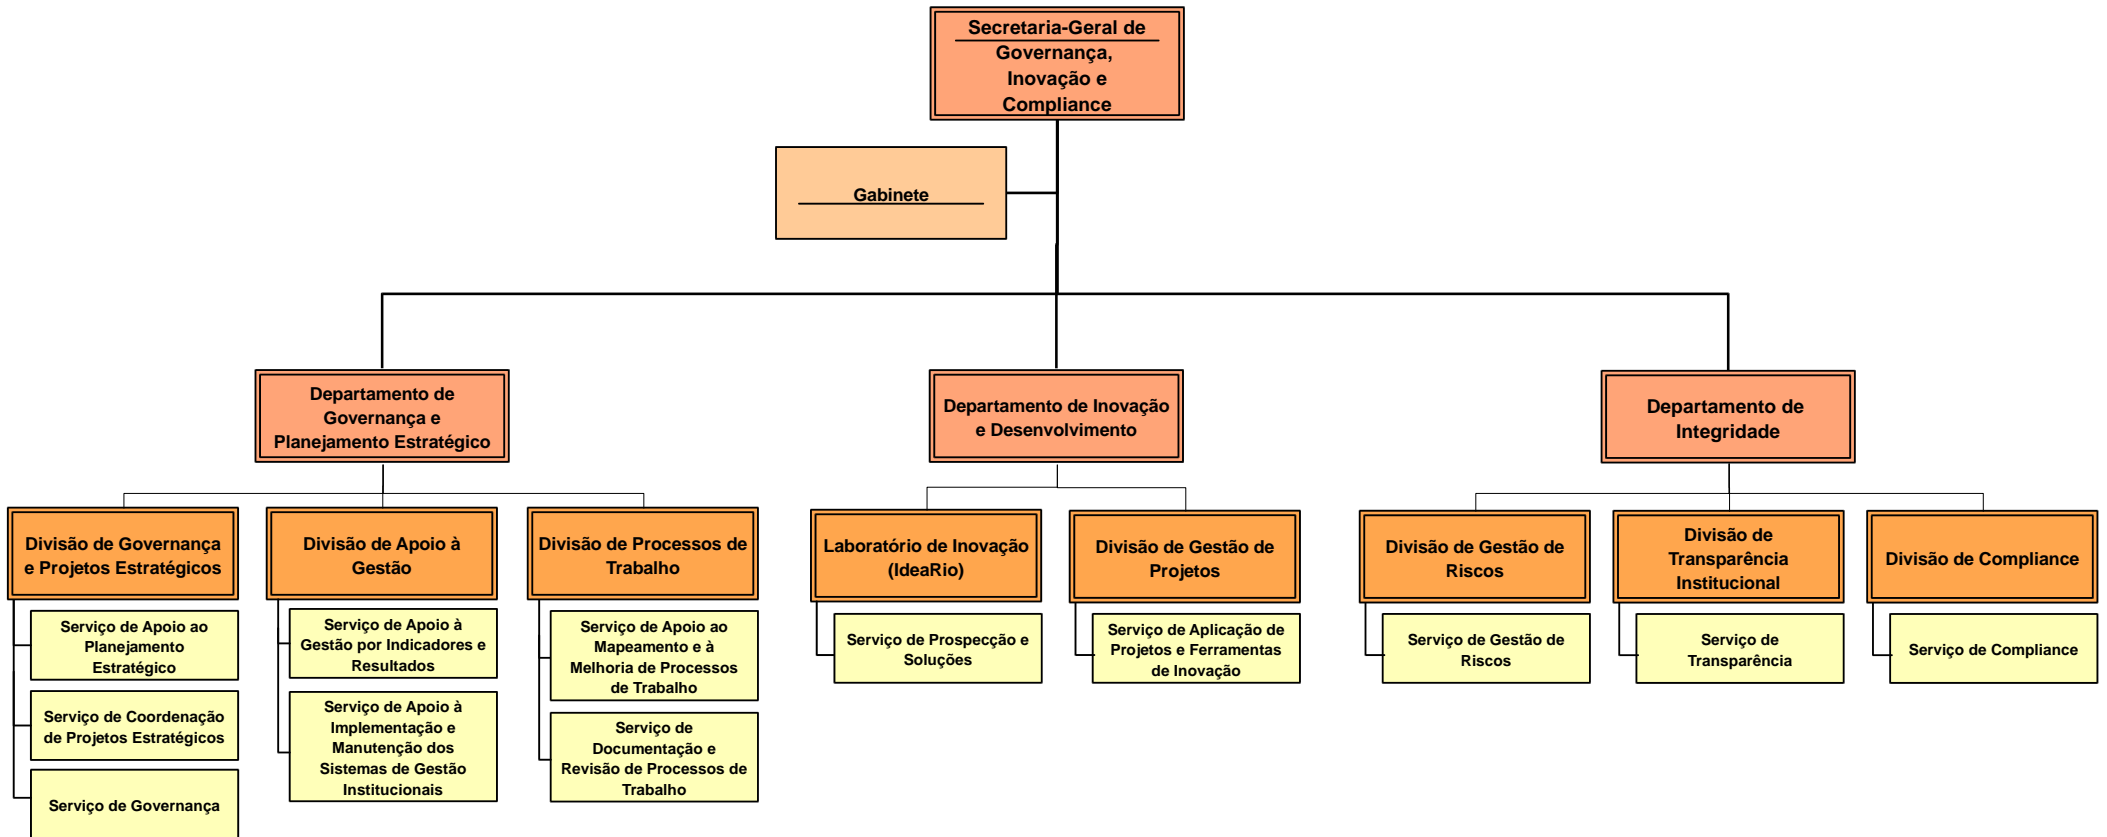 Secretaria-Geral de
Governança,
Inovação e
Compliance
Gabinete
Departamento de
Governança e
Planejamento Estratégico
Departamento de Inovação
e Desenvolvimento
Departamento de
Integridade
Divisão de Governança
e Projetos Estratégicos
Divisão de Apoio à
Gestão
Divisão de Processos de
Trabalho
Laboratório de Inovação
(IdeaRio)
Divisão de Gestão de
Projetos
Divisão de Gestão de
Riscos
Divisão de
Transparência
Institucional
Divisão de Compliance
Serviço de Apoio ao
Planejamento
Estratégico
Serviço de Coordenação
de Projetos Estratégicos
Serviço de Governança
Serviço de Apoio à
Gestão por Indicadores e
Resultados
Serviço de Apoio à
Implementação e
Manutenção dos
Sistemas de Gestão
Institucionais
Serviço de Apoio ao
Mapeamento e à
Melhoria de Processos
de Trabalho
Serviço de
Documentação e
Revisão de Processos de
Trabalho
Serviço de Prospecção e
Soluções
Serviço de Aplicação de
Projetos e Ferramentas
de Inovação
Serviço de Gestão de
Riscos
Serviço de
Transparência
Serviço de Compliance